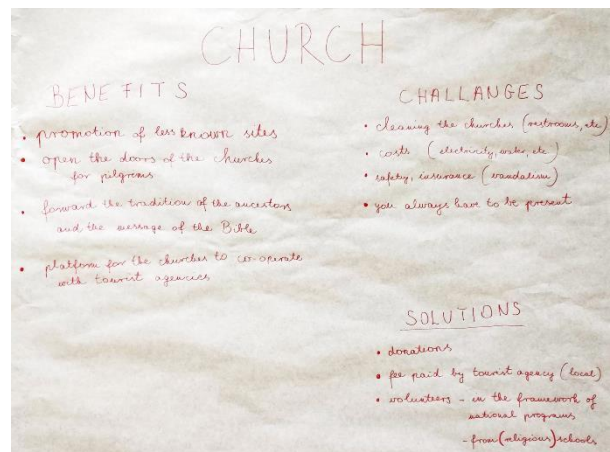 CHURCH
BENEFITS
• promotion of less known sites
• open the doors of the churches
for pilgrims
• forward the tradition of the ancestors
and the message of the Bible
• platform for the churches to co-operate
with tourist agencies
CHALLANGES
• cleaning the churches (restrooms, etc)
• costs (electricity, water, etc)
• safety, insurance (vandalism)
• you always have to be present
SOLUTIONS
• donations
• fee paid by tourist agency (local)
• volunteers - in the framework of
national programs
- from (religious) schools